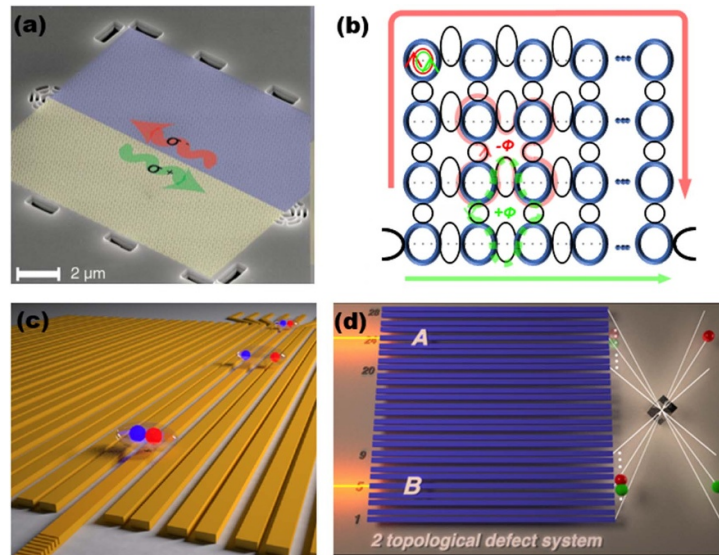 (a)
σ -
σ +
2 μm
(b)
-Φ
+Φ
(c)
(d)
28
24
A
20
9
5
B
1
2 topological defect system